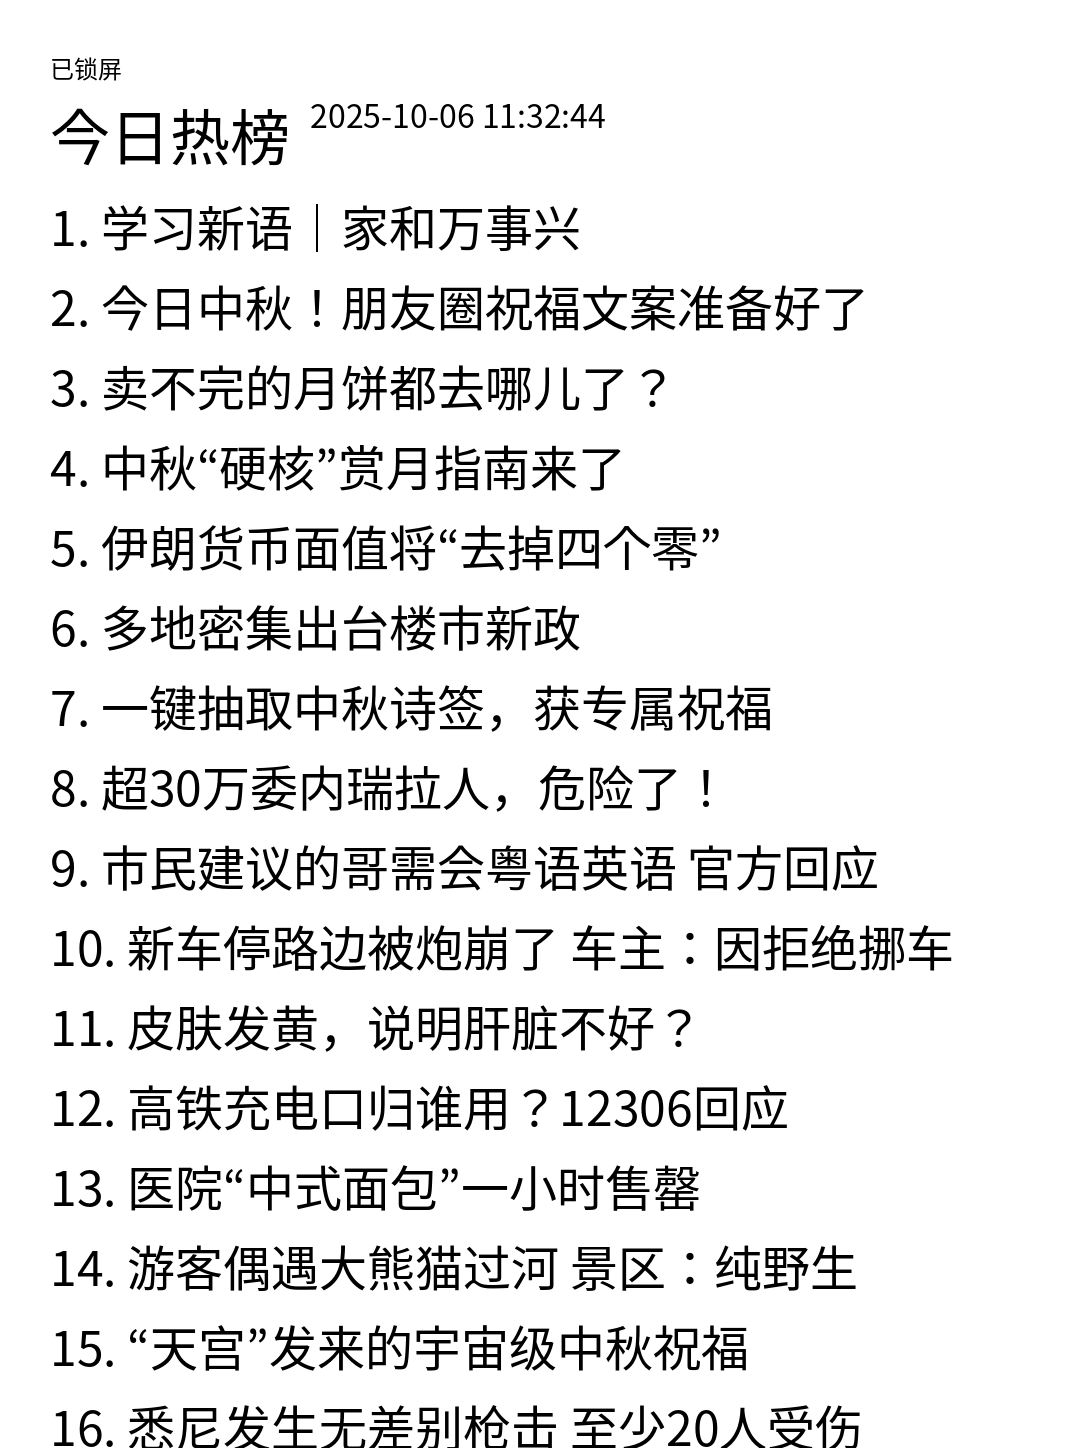 已锁屏
今日热榜 2025-10-06 11:32:44
1. 学习新语｜家和万事兴
2. 今日中秋！朋友圈祝福文案准备好了
3. 卖不完的月饼都去哪儿了？
4. 中秋“硬核”赏月指南来了
5. 伊朗货币面值将“去掉四个零”
6. 多地密集出台楼市新政
7. 一键抽取中秋诗签，获专属祝福
8. 超30万委内瑞拉人，危险了！
9. 市民建议的哥需会粤语英语 官方回应
10. 新车停路边被炮崩了 车主：因拒绝挪车
11. 皮肤发黄，说明肝脏不好？
12. 高铁充电口归谁用？12306回应
13. 医院“中式面包”一小时售罄
14. 游客偶遇大熊猫过河 景区：纯野生
15. “天宫”发来的宇宙级中秋祝福
16. 悉尼发生无差别枪击 至少20人受伤